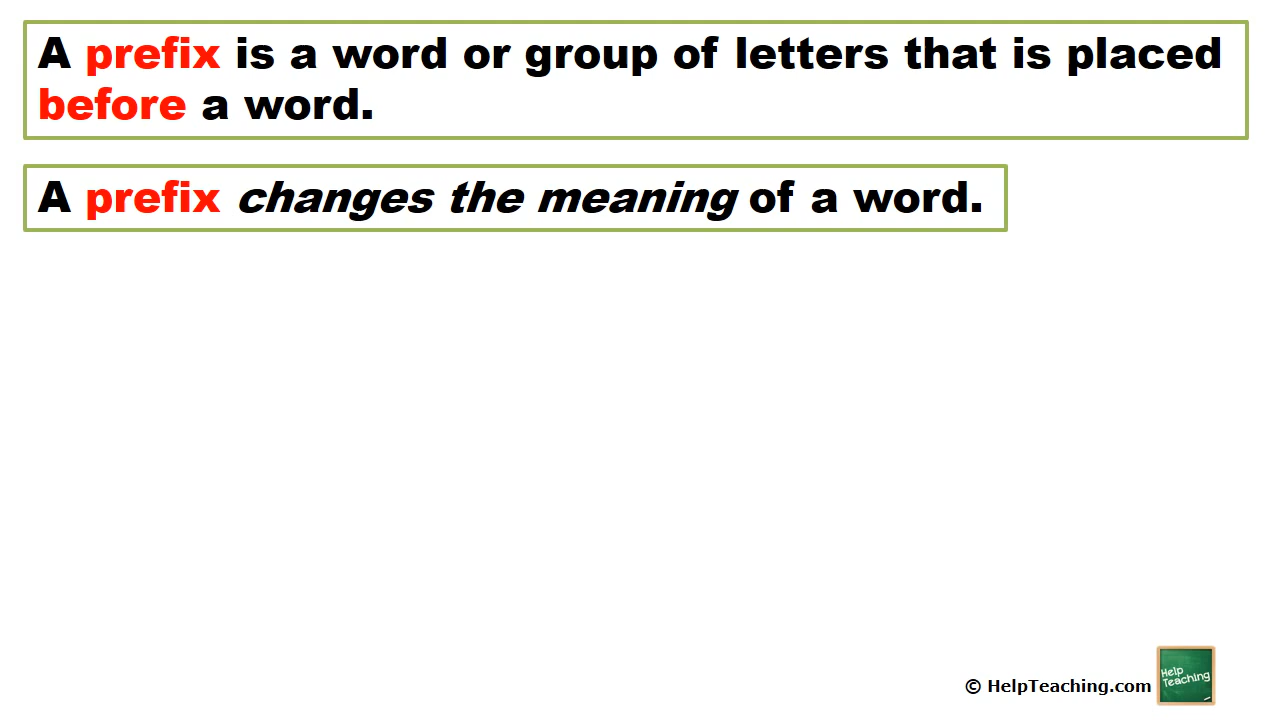 A prefix is a word or group of letters that is placed
before a word.
A prefix changes the meaning of a word.
© HelpTeaching.com
Help
Teaching